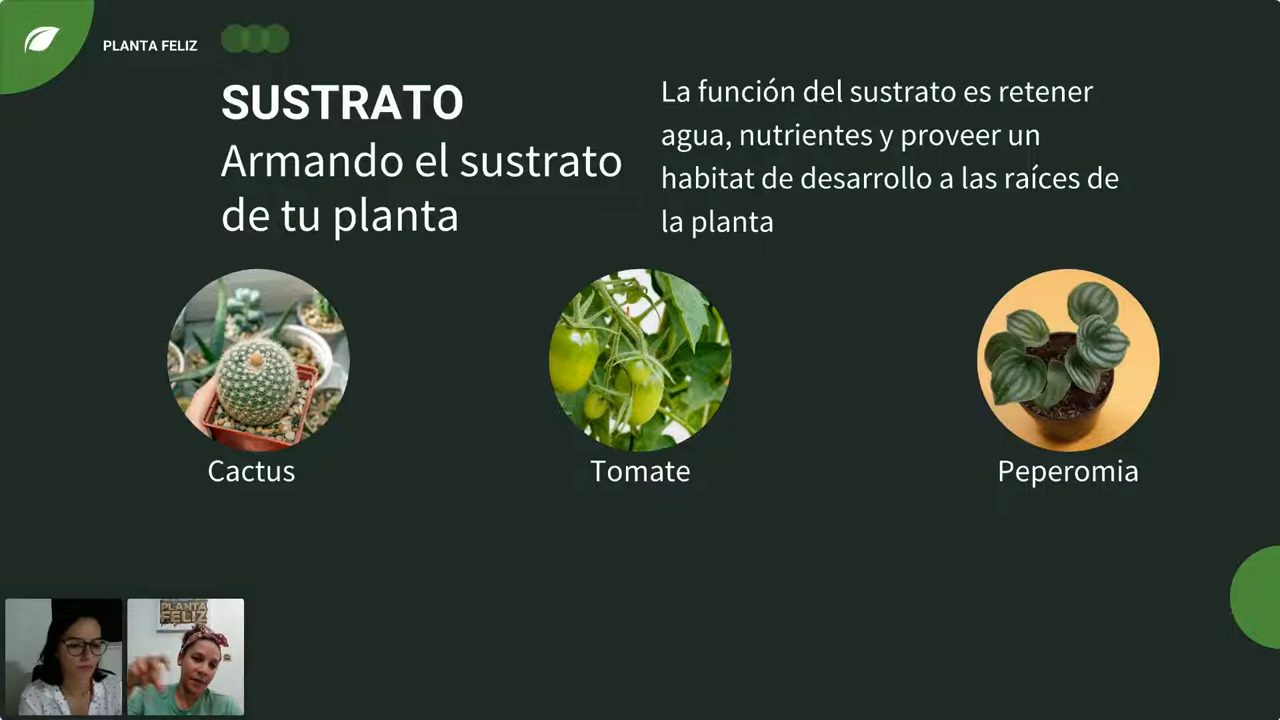 PLANTA FELIZ
SUSTRATO
Armando el sustrato
de tu planta
La función del sustrato es retener
agua, nutrientes y proveer un
habitat de desarrollo a las raíces de
la planta
Cactus
Tomate
Peperomia
PLANTA
FELIZ